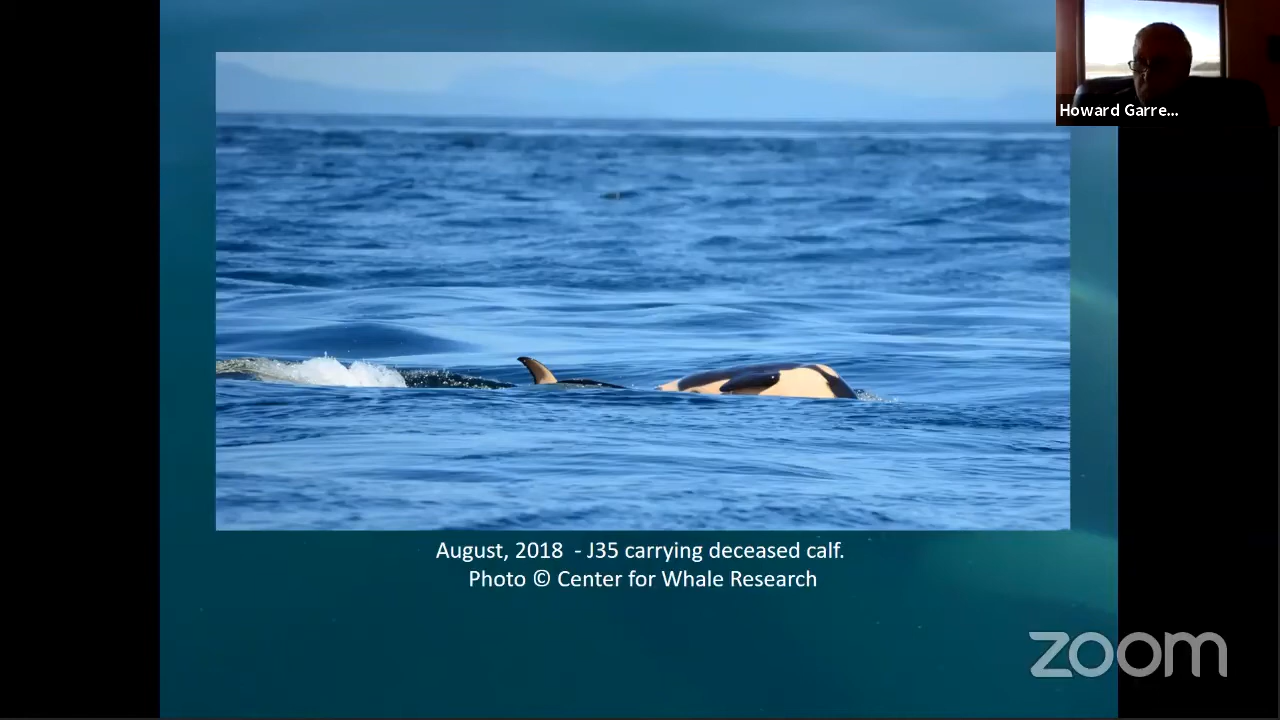 Howard Garre...
August, 2018 - J35 carrying deceased calf.
Photo © Center for Whale Research
zoom